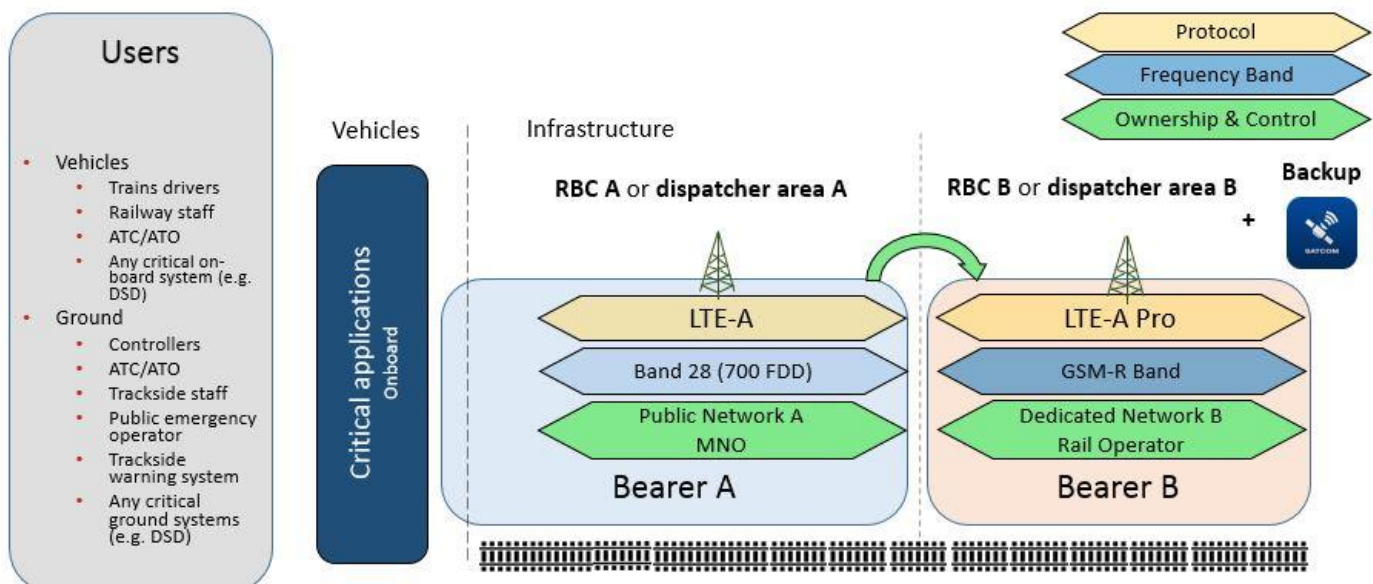 Users
• Vehicles
• Trains drivers
• Railway staff
• ATC/ATO
• Any critical on-
board system (e.g.
DSD)
• Ground
• Controllers
• ATC/ATO
• Trackside staff
• Public emergency
operator
• Trackside
warning system
• Any critical
ground systems
(e.g. DSD)
Protocol
Frequency Band
Ownership & Control
Vehicles
Infrastructure
Critical applications
Onboard
RBC A or dispatcher area A
RBC B or dispatcher area B
+
Backup
SATCOM
LTE-A
Band 28 (700 FDD)
Public Network A
MNO
Bearer A
LTE-A Pro
GSM-R Band
Dedicated Network B
Rail Operator
Bearer B